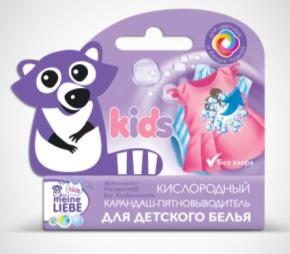 kids
Без хлора
meine
LIEBE
КИСЛОРОДНЫЙ
КАРАНДАШ-ПЯТНОВЫВОДИТЕЛЬ
ДЛЯ ДЕТСКОГО БЕЛЬЯ